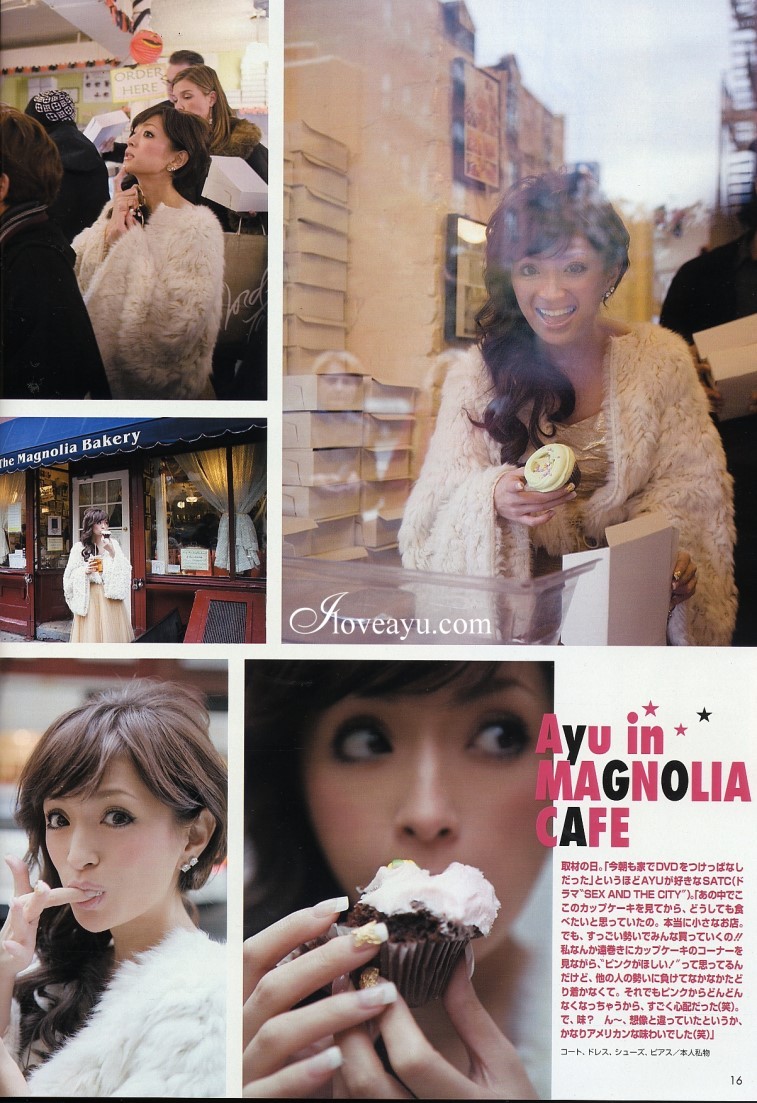 ORDER
HERE
The Magnolia Bakery
Iloveayu.com
Ayu in
MAGNOLIA
CAFE
取材の日。「今朝も家でDVDをつけっぱなし
だった」というほどAYUが好きなSATC(ド
ラマ“SEX AND THE CITY”)。「あの中でこ
このカップケーキを見てから、どうしても食
べたいと思っていたの。本当に小さなお店。
でも、すっごい勢いでみんな買っていくの!!
私なんか遠巻きにカップケーキのコーナーを
見ながら、“ピンクがほしい!”って思ってるん
だけど、他の人の勢いに負けてなかなかたど
り着かなくて。それでもピンクからどんどん
なくなっちゃうから、すごく心配だった(笑)。
で、味?　ん〜、想像と違っていたというか、
かなりアメリカンな味わいでした(笑)」
コート、ドレス、シューズ、ピアス／本人私物
16